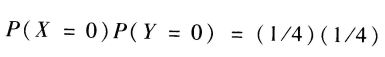 P(X = 0)P(Y = 0) = (1/4)(1/4)